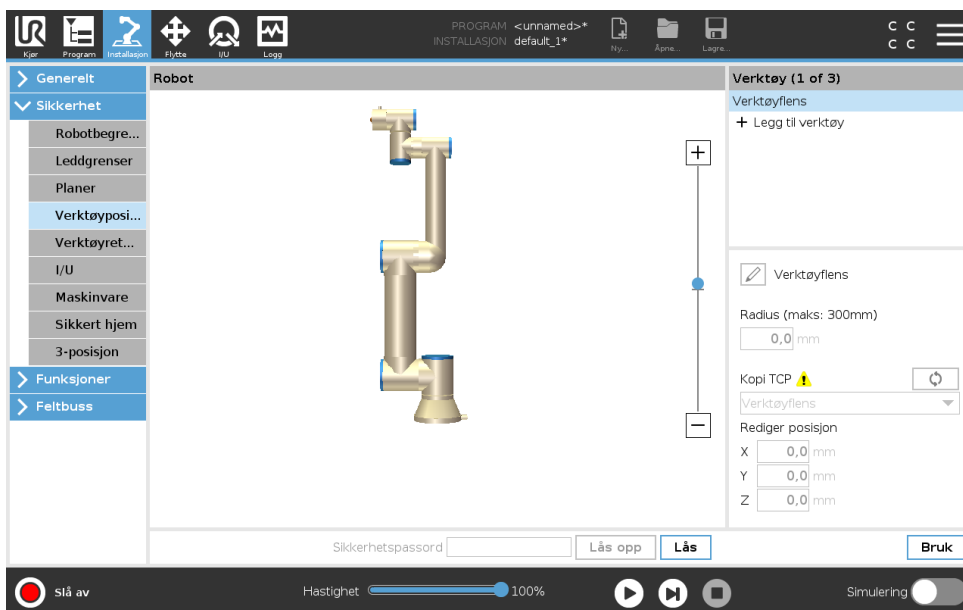 PROGRAM <unnamed>*
INSTALLASJON default_1*
UR
Kjør
Program
Installasjon
Flytte
I/U
Logg
Ny...
Åpne...
Lagre...
C C
C C
Generelt
Sikkerhet
Robotbegre...
Leddgrenser
Planer
Verktøyposi...
Verktøyret...
I/U
Maskinvare
Sikkert hjem
3-posisjon
Funksjoner
Feltbuss
Robot
Verktøy (1 of 3)
Verktøyflens
+ Legg til verktøy
Verktøyflens
Radius (maks: 300mm)
0,0 mm
Kopi TCP
Verktøyflens
Rediger posisjon
X 0,0 mm
Y 0,0 mm
Z 0,0 mm
Sikkerhetspassord
Lås opp
Lås
Bruk
Slå av
Hastighet
100%
Simulering